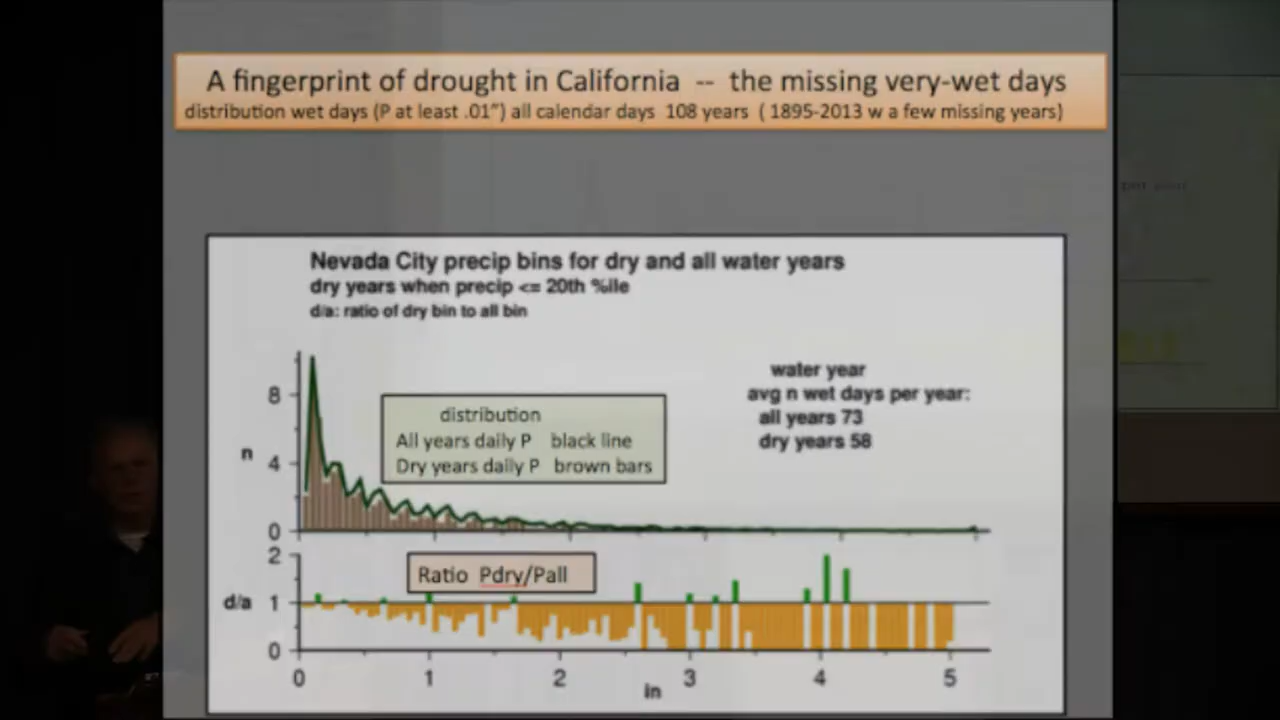 A fingerprint of drought in California -- the missing very-wet days
distribution wet days (P at least .01") all calendar days 108 years ( 1895-2013 w a few missing years)
Nevada City precip bins for dry and all water years
dry years when precip <= 20th %ile
d/a: ratio of dry bin to all bin
water year
avg n wet days per year:
all years 73
dry years 58
distribution
All years daily P black line
Dry years daily P brown bars
8
n
4
0
2
Ratio Pdry/Pall
d/a
1
0
0 1 2 3 4 5
in